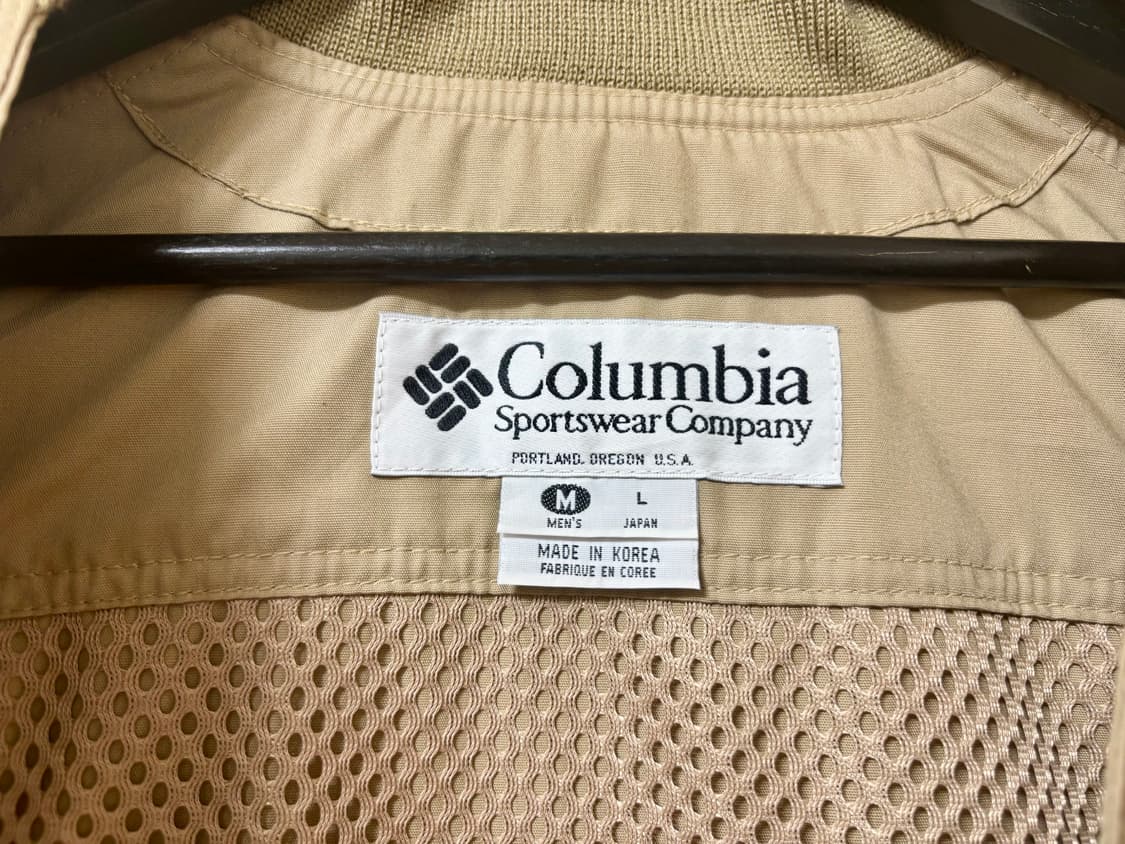 Columbia
Sportswear Company
PORTLAND, OREGON U.S.A.
M L
MEN'S JAPAN
MADE IN KOREA
FABRIQUE EN COREE